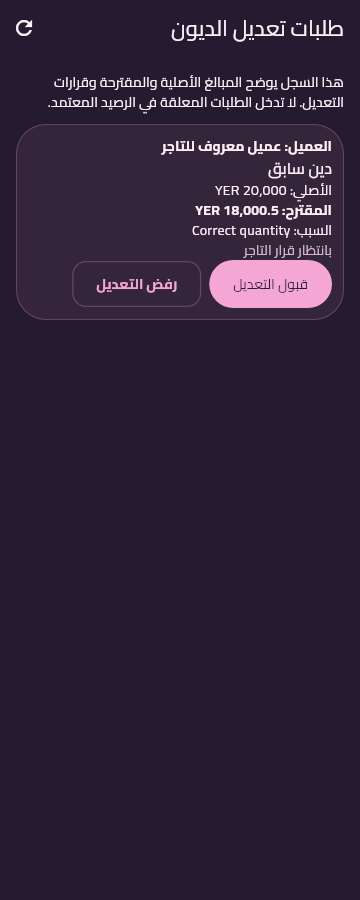 طلبات تعديل الديون
هذا السجل يوضح المبالغ الأصلية والمقترحة وقرارات
التعديل. لا تدخل الطلبات المعلقة في الرصيد المعتمد.
العميل: عميل معروف للتاجر
دين سابق
الأصلي: 20,000 YER
المقترح: 18,000.5 YER
السبب: Correct quantity
بانتظار قرار التاجر
قبول التعديل
رفض التعديل